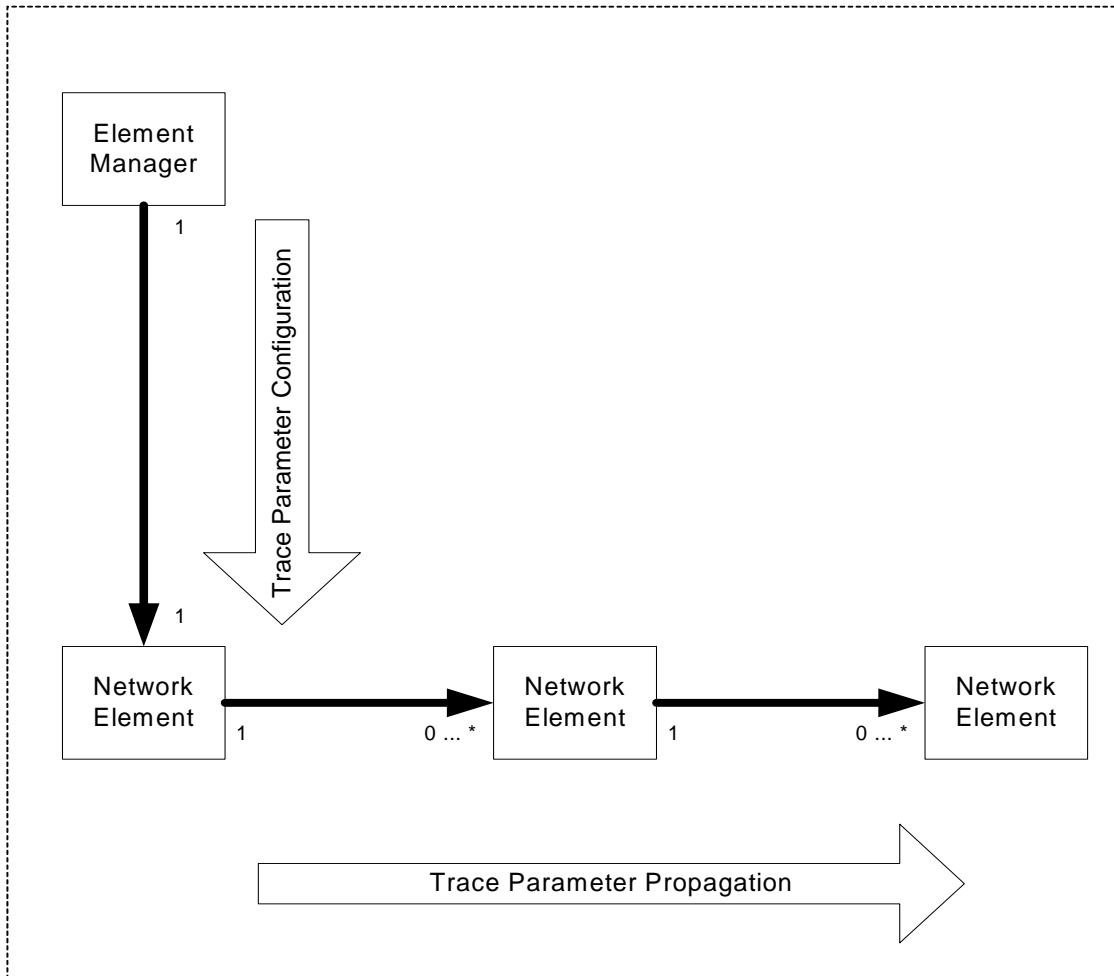 Element
Manager
1
Trace Parameter Configuration
1
Network
Element
1
0 ... *
Network
Element
1
0 ... *
Network
Element
Trace Parameter Propagation